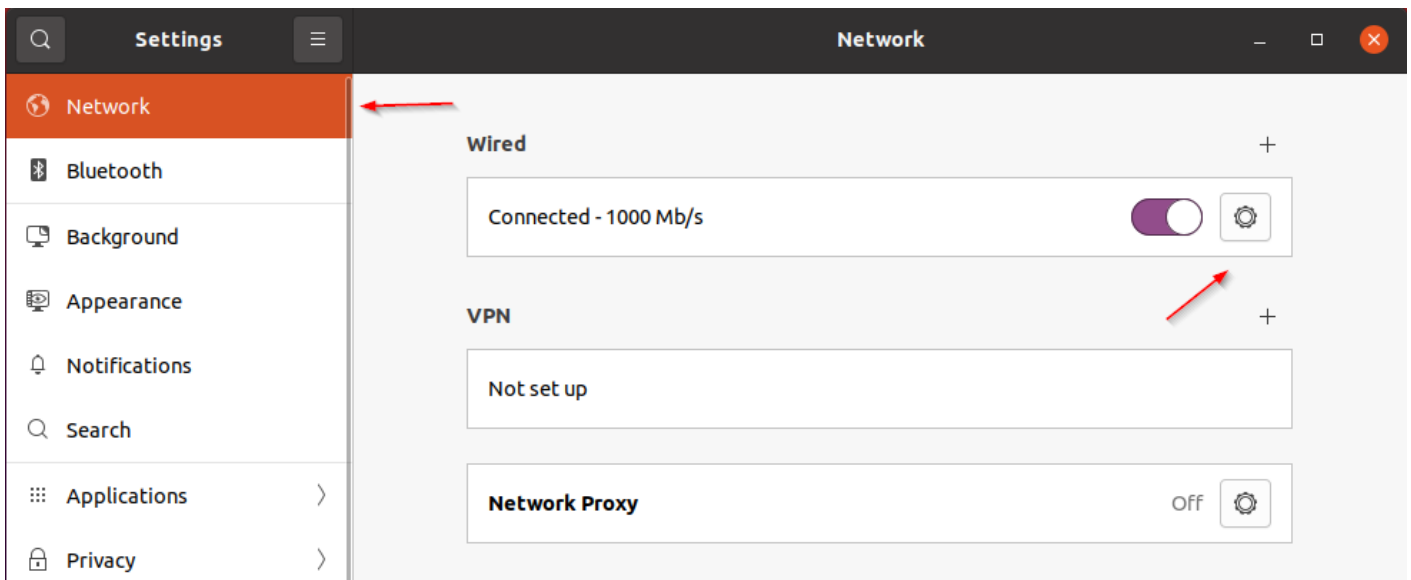 Settings
Network
Network
Bluetooth
Background
Appearance
Notifications
Search
Applications
Privacy
Wired
Connected - 1000 Mb/s
VPN
Not set up
Network Proxy
Off